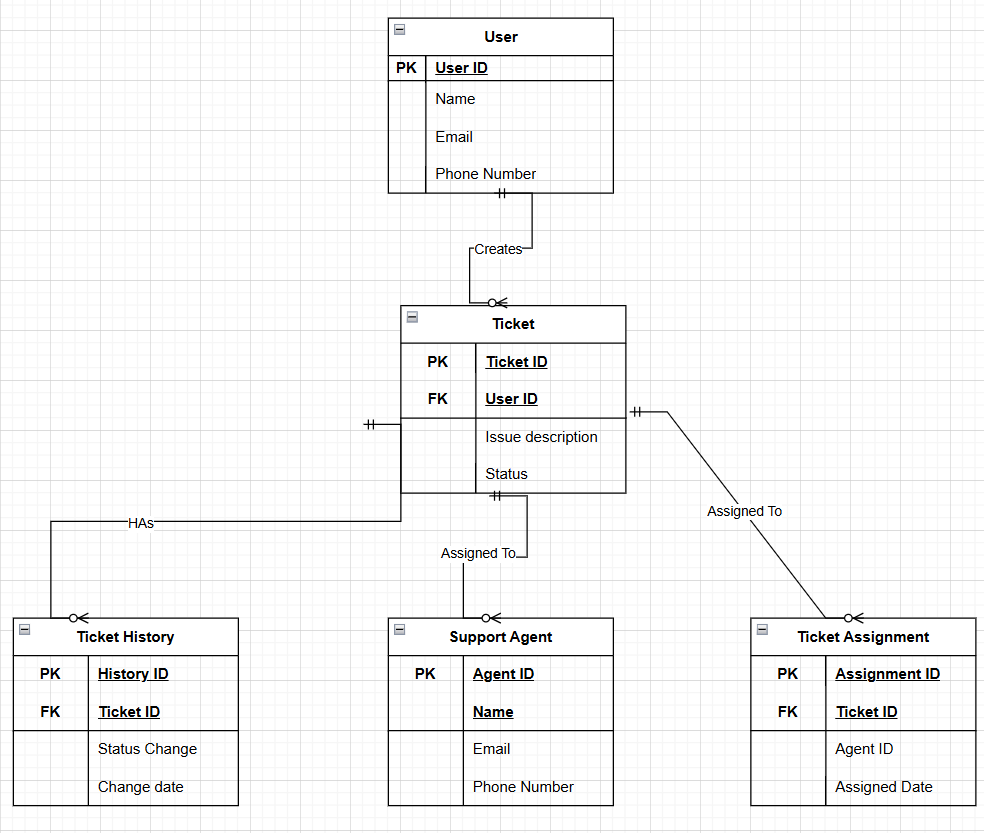 User
PK User ID
Name
Email
Phone Number
Creates
Ticket
PK Ticket ID
FK User ID
Issue description
Status
HAs
Assigned To
Assigned To
Ticket History
PK History ID
FK Ticket ID
Status Change
Change date
Support Agent
PK Agent ID
Name
Email
Phone Number
Ticket Assignment
PK Assignment ID
FK Ticket ID
Agent ID
Assigned Date